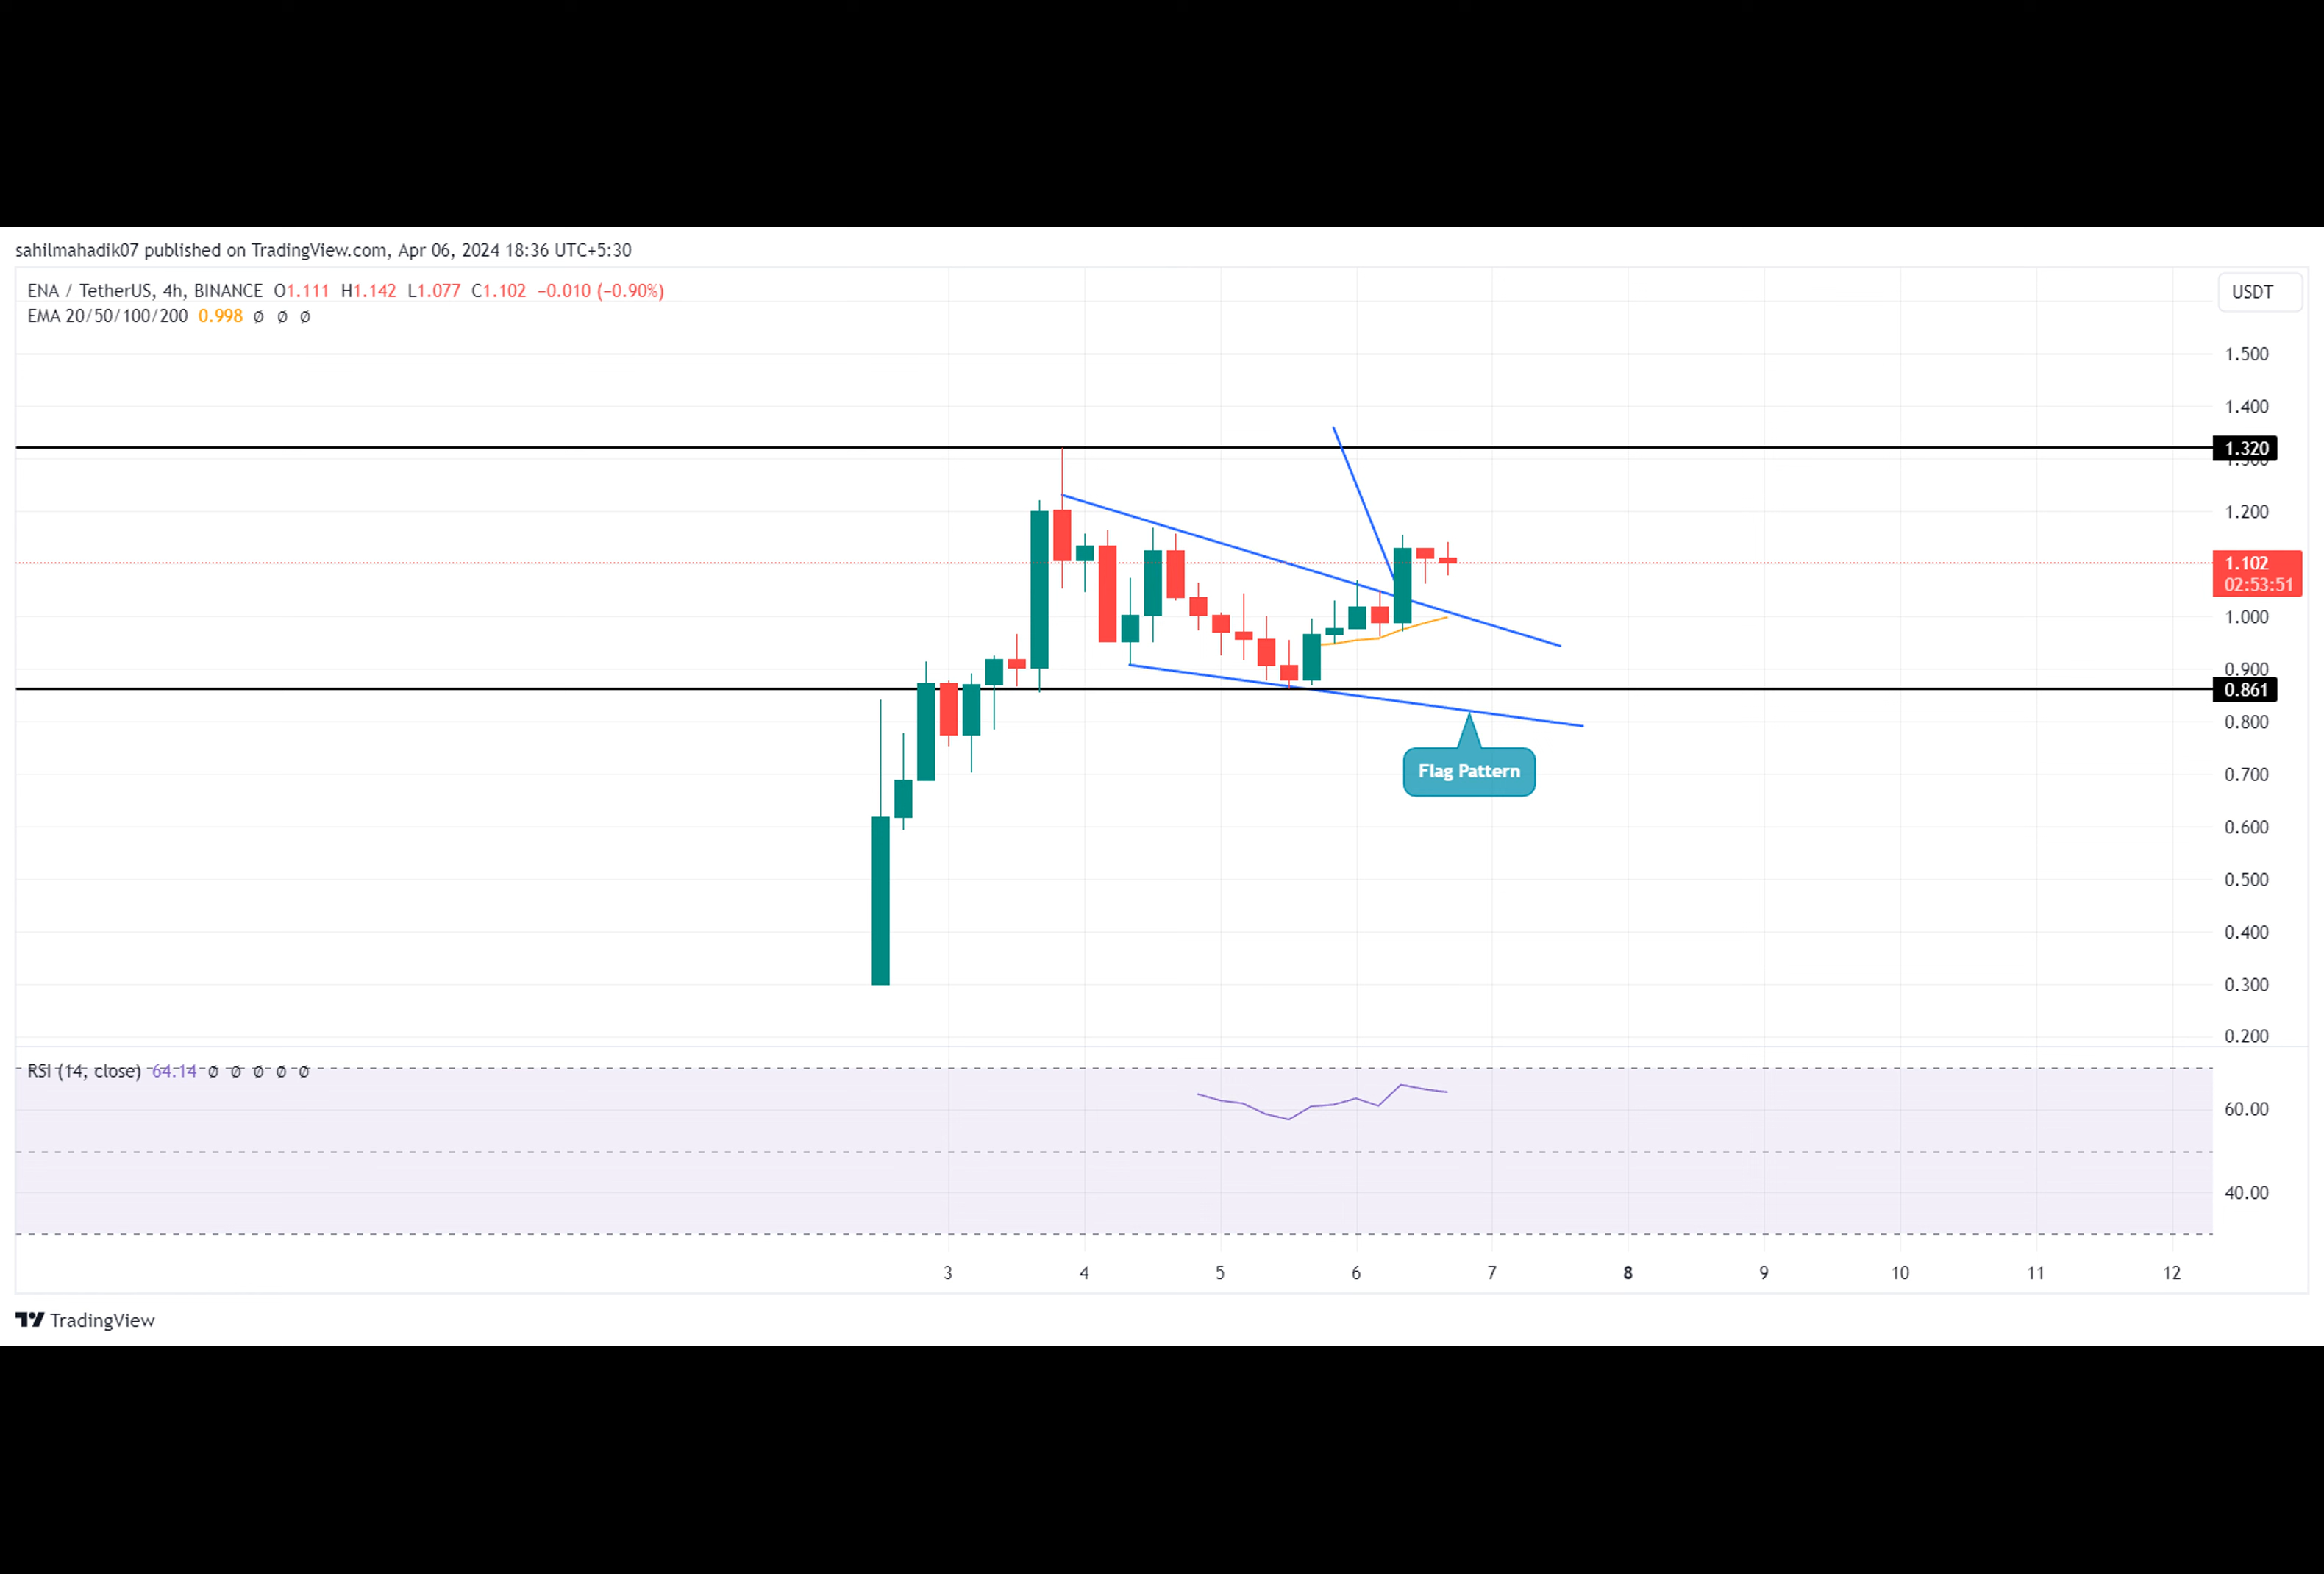 sahilmahadik07 published on TradingView.com, Apr 06, 2024 18:36 UTC+5:30
ENA / TetherUS, 4h, BINANCE O1.111 H1.142 L1.077 C1.102 −0.010 (−0.90%)
USDT
EMA 20/50/100/200 0.998 ∅ ∅ ∅
1.500
1.400
1.320
1.300
1.200
1.102
02:53:51
1.000
0.900
0.861
0.800
Flag Pattern
0.700
0.600
0.500
0.400
0.300
0.200
RSI (14, close) 64.14 ∅ ∅ ∅ ∅ ∅
60.00
40.00
3 4 5 6 7 8 9 10 11 12
TradingView